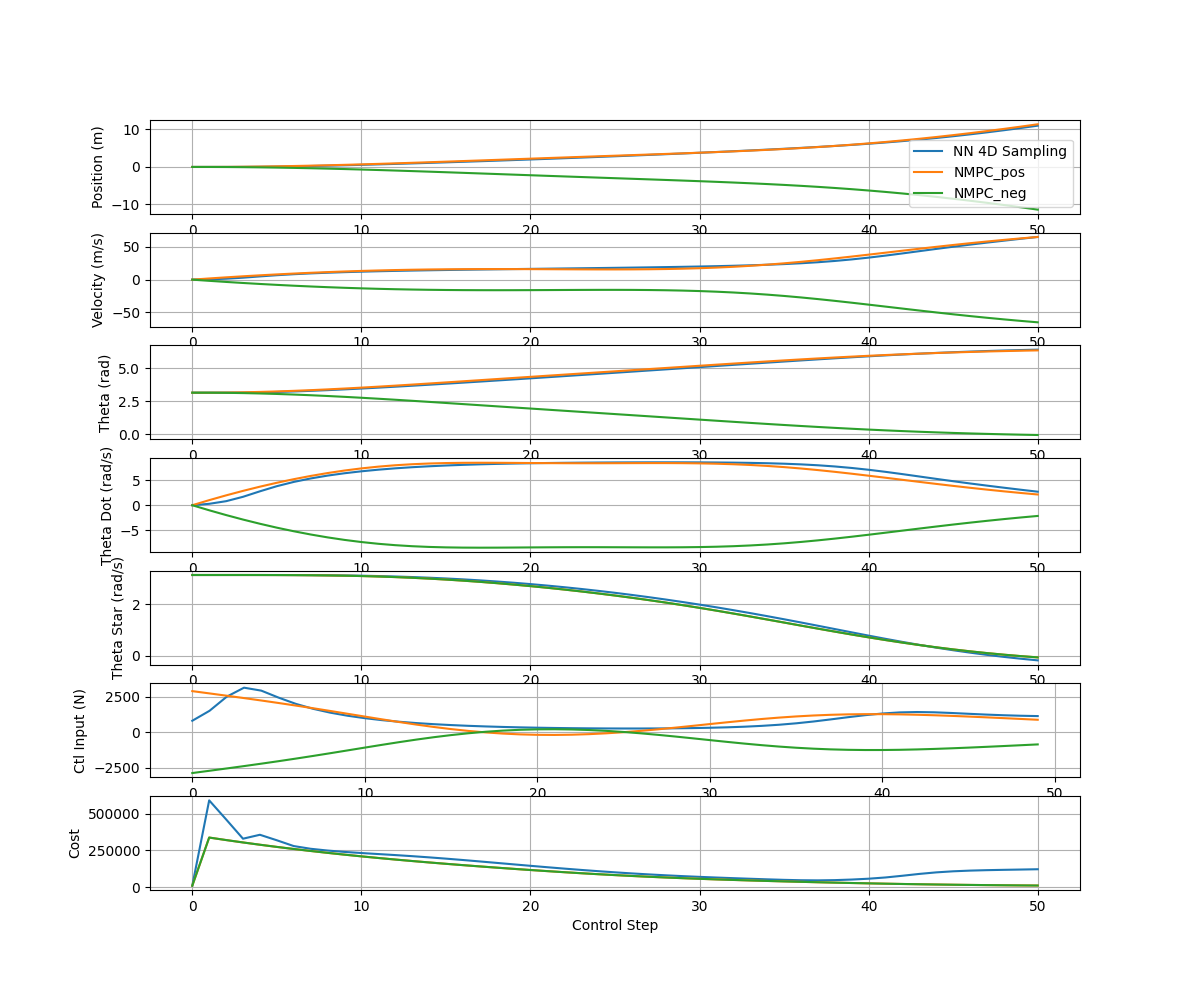 Position (m)
10
0
−10
NN 4D Sampling
NMPC_pos
NMPC_neg
0 10 20 30 40 50
Velocity (m/s)
50
0
−50
0 10 20 30 40 50
Theta (rad)
5.0
2.5
0.0
0 10 20 30 40 50
Theta Dot (rad/s)
5
0
−5
0 10 20 30 40 50
Theta Star (rad/s)
2
0
0 10 20 30 40 50
Ctl Input (N)
2500
0
−2500
0 10 20 30 40 50
Cost
500000
250000
0
0 10 20 30 40 50
Control Step